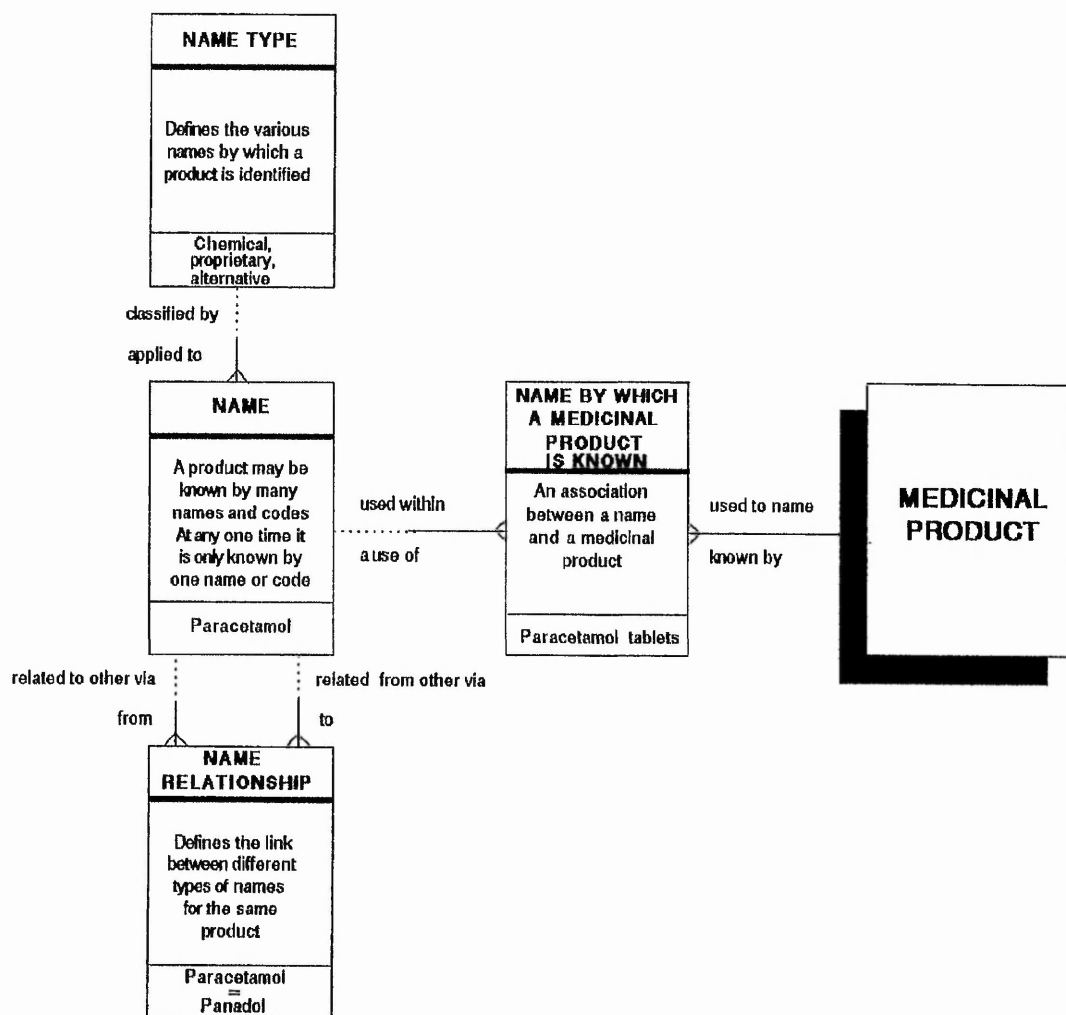 NAME TYPE
Defines the various
names by which a
product is identified
Chemical,
proprietary,
alternative
classified by
applied to
NAME
A product may be
known by many
names and codes
At any one time it
is only known by
one name or code
Paracetamol
used within
a use of
NAME BY WHICH
A MEDICINAL
PRODUCT
IS KNOWN
An association
between a name
and a medicinal
product
Paracetamol tablets
used to name
known by
MEDICINAL
PRODUCT
related to other via
from
related from other via
to
NAME
RELATIONSHIP
Defines the link
between different
types of names
for the same
product
Paracetamol
=
Panadol